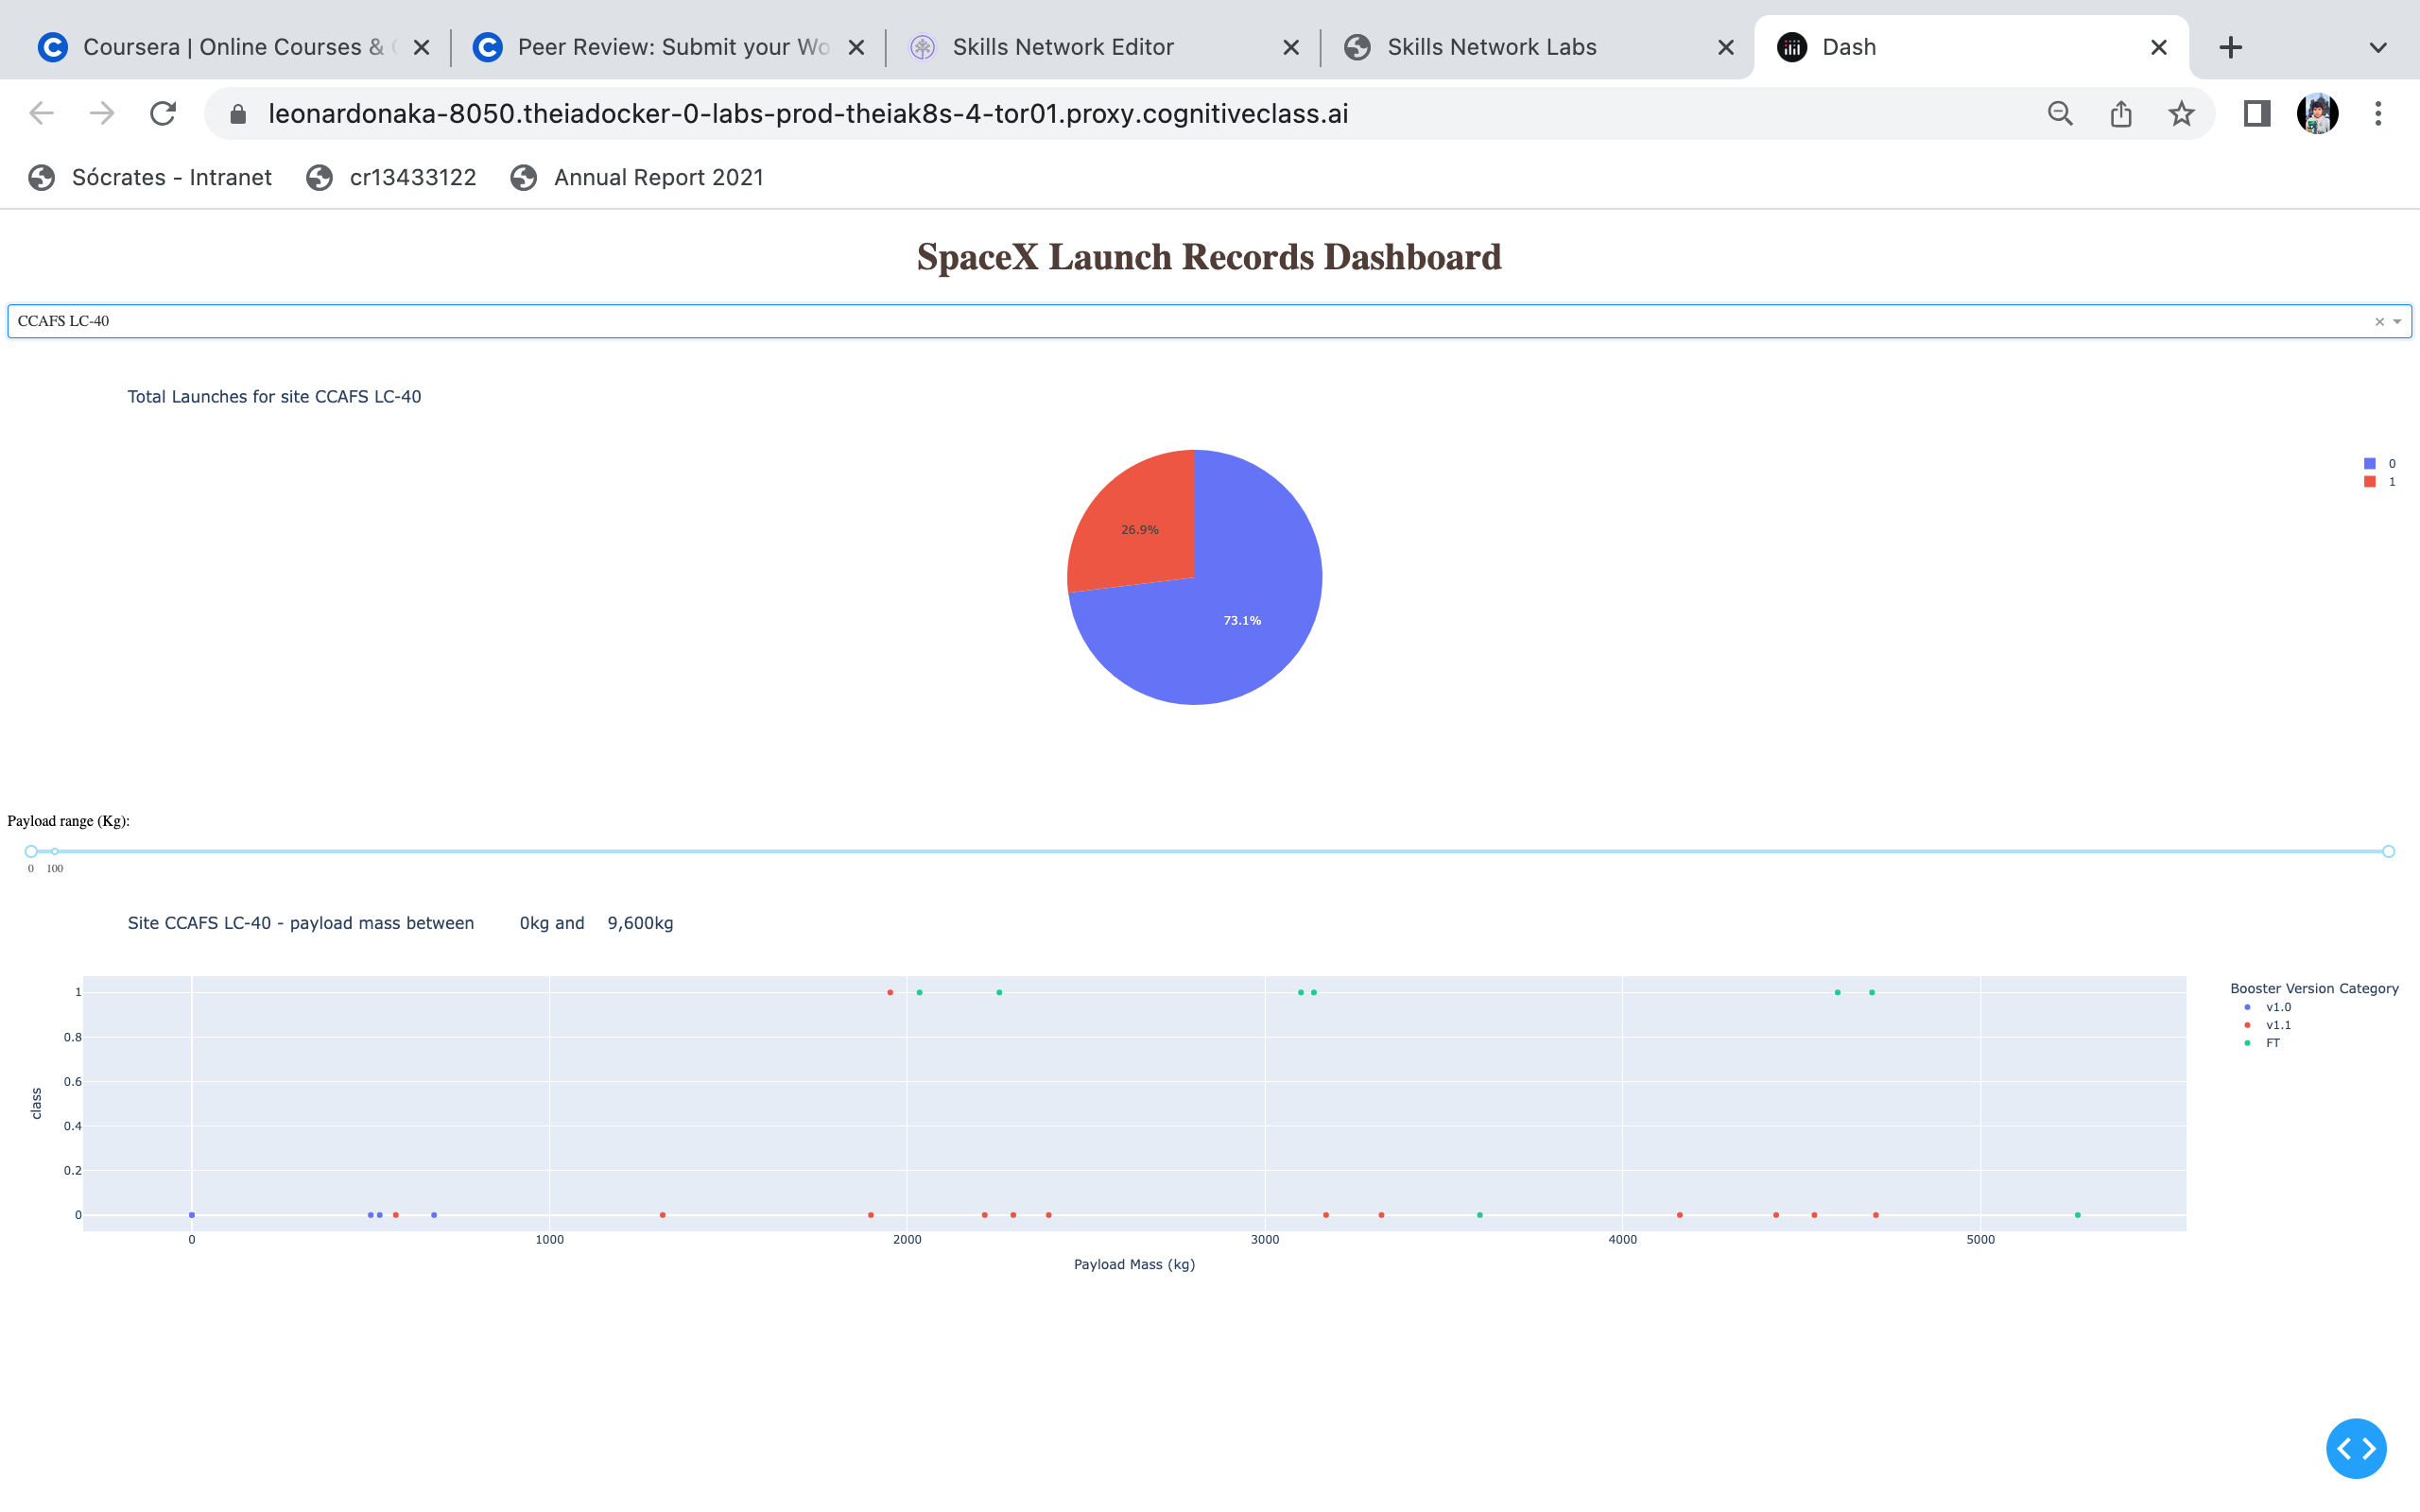 Coursera | Online Courses &
Peer Review: Submit your Wo
Skills Network Editor
Skills Network Labs
Dash
leonardonaka-8050.theiadocker-0-labs-prod-theiak8s-4-tor01.proxy.cognitiveclass.ai
Sócrates - Intranet
cr13433122
Annual Report 2021
SpaceX Launch Records Dashboard
CCAFS LC-40
Total Launches for site CCAFS LC-40
0
1
26.9%
73.1%
Payload range (Kg):
0 100
Site CCAFS LC-40 - payload mass between 0kg and 9,600kg
1
0.8
0.6
0.4
0.2
0
class
0 1000 2000 3000 4000 5000
Payload Mass (kg)
Booster Version Category
v1.0
v1.1
FT